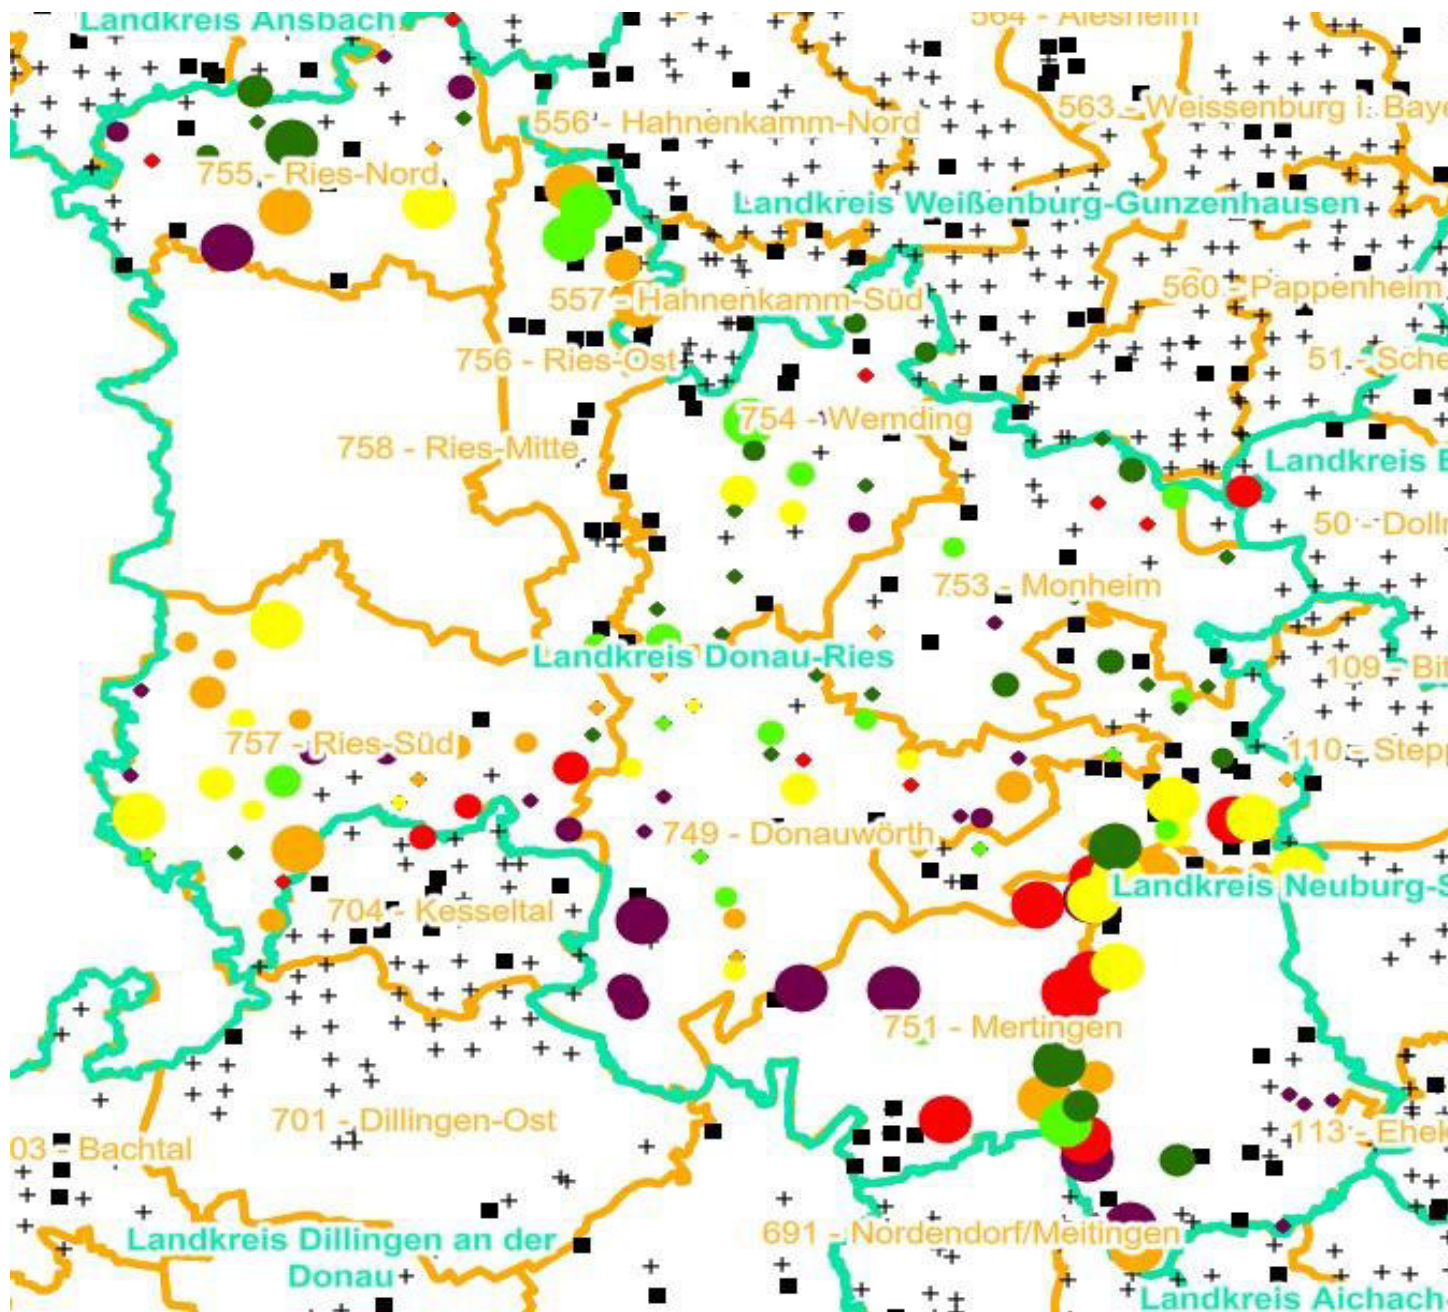 Landkreis Ansbach
564 - Alesheim
563 - Weissenburg i. Baye
556 - Hahnenkamm-Nord
755 - Ries-Nord
Landkreis Weißenburg-Gunzenhausen
560 - Pappenheim
557 - Hahnenkamm-Süd
756 - Ries-Ost
51 - Sche
754 - Wemding
758 - Ries-Mitte
Landkreis E
50 - Dolln
753 - Monheim
Landkreis Donau-Ries
109 - Bit
757 - Ries-Süd
110 - Stepp
749 - Donauwörth
Landkreis Neuburg-S
704 - Kesseltal
751 - Mertingen
701 - Dillingen-Ost
113 - Eheki
03 - Bachtal
691 - Nordendorf/Meitingen
Landkreis Dillingen an der
Donau
Landkreis Aichach-